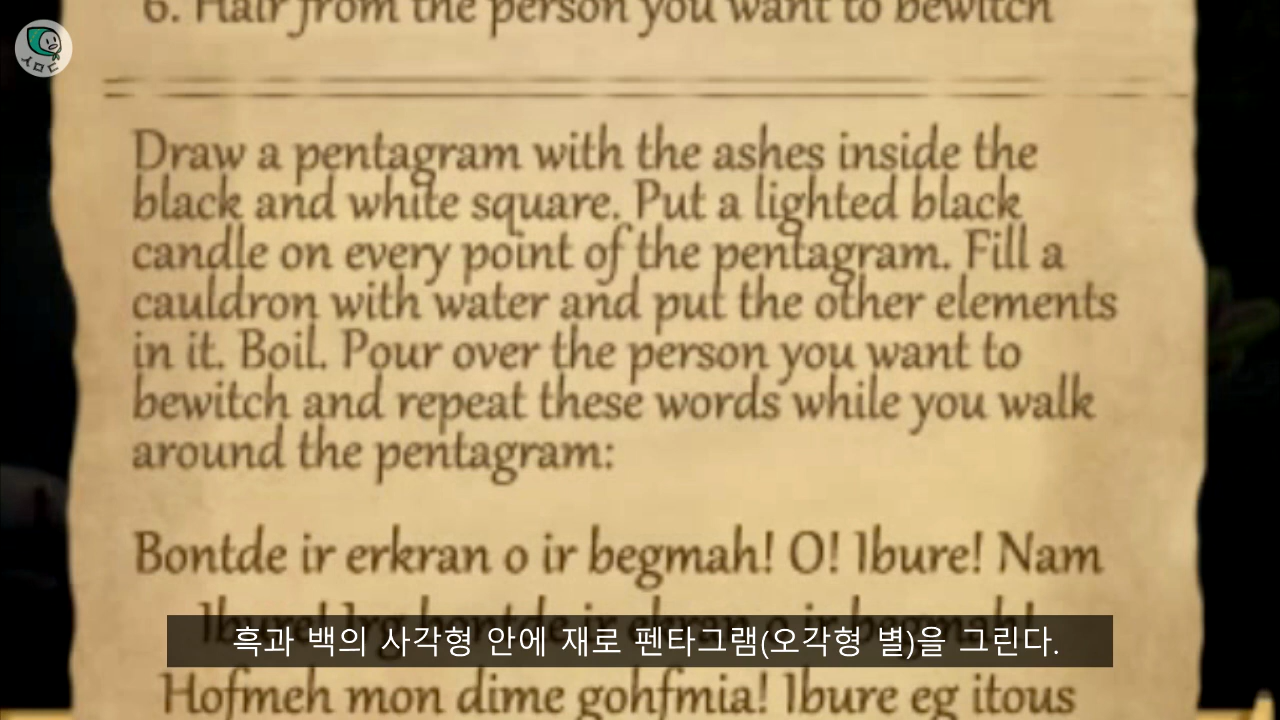 6. Hair from the person you want to bewitch
ㅅㅁㄷ
Draw a pentagram with the ashes inside the
black and white square. Put a lighted black
candle on every point of the pentagram. Fill a
cauldron with water and put the other elements
in it. Boil. Pour over the person you want to
bewitch and repeat these words while you walk
around the pentagram:
Bontde ir erkran o ir begmah! O! Ibure! Nam
흑과 백의 사각형 안에 재로 펜타그램(오각형 별)을 그린다.
Hofmeh mon dime gohfmia! Ibure eg itous